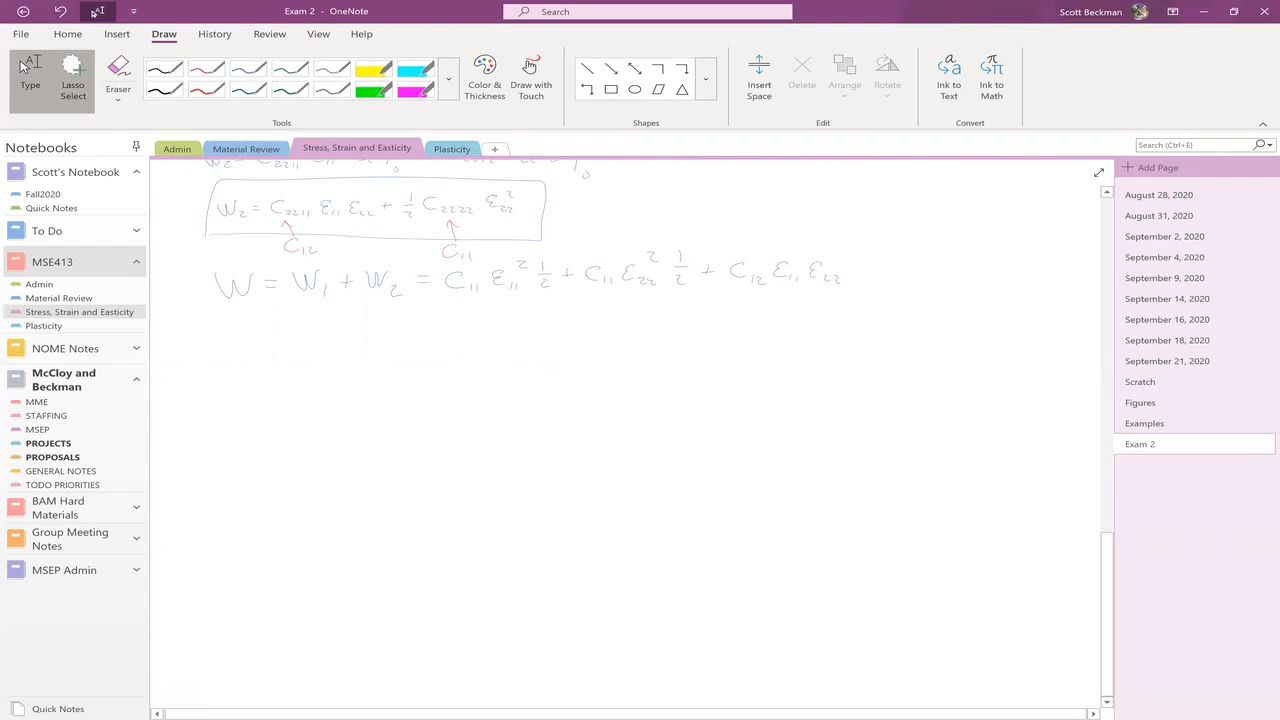 Exam 2 - OneNote
Search
Scott Beckman
File Home Insert Draw History Review View Help
Type
Lasso Select
Eraser
Color & Thickness
Draw with Touch
Insert Space
Delete
Arrange
Rotate
Ink to Text
Ink to Math
Tools
Shapes
Edit
Convert
Notebooks
Admin
Material Review
Stress, Strain and Easticity
Plasticity
Search (Ctrl+E)
Scott's Notebook
Fall2020
Quick Notes
To Do
MSE413
Admin
Material Review
Stress, Strain and Easticity
Plasticity
NOME Notes
McCloy and Beckman
MME
STAFFING
MSEP
PROJECTS
PROPOSALS
GENERAL NOTES
TODO PRIORITIES
BAM Hard Materials
Group Meeting Notes
MSEP Admin
Quick Notes
W₂ = C₂₂₁₁ ε₁₁ ε₂₂ + 1/2 C₂₂₂₂ ε₂₂²
C₁₂ C₁₁
W = W₁ + W₂ = C₁₁ ε₁₁² 1/2 + C₁₁ ε₂₂² 1/2 + C₁₂ ε₁₁ ε₂₂
Add Page
August 28, 2020
August 31, 2020
September 2, 2020
September 4, 2020
September 9, 2020
September 14, 2020
September 16, 2020
September 18, 2020
September 21, 2020
Scratch
Figures
Examples
Exam 2